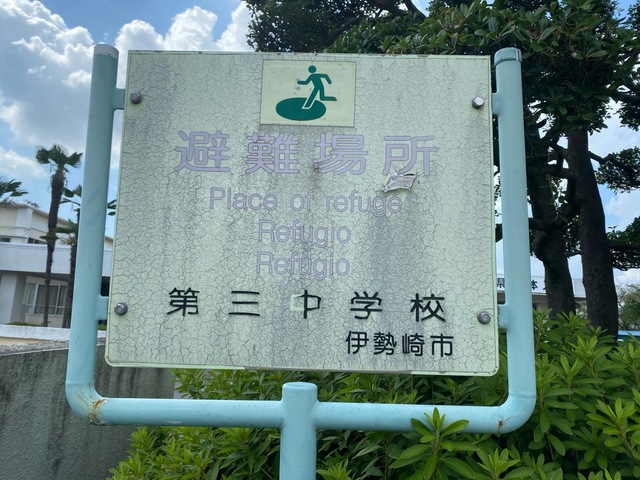 避難場所
Place of refuge
Refugio
Refúgio
第三中学校
伊勢崎市